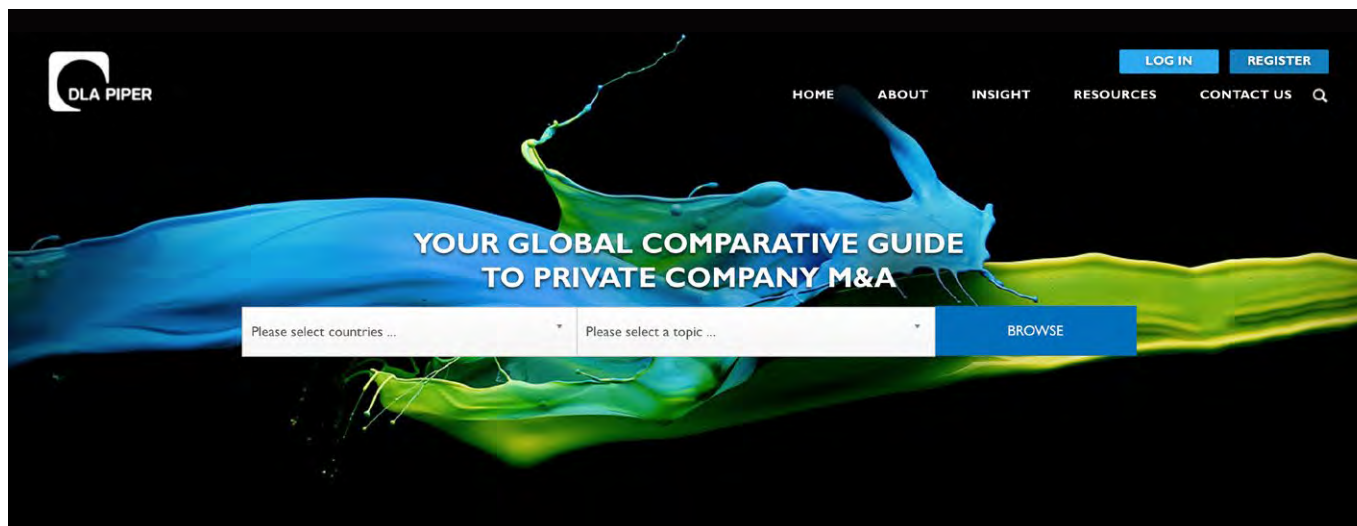 LOG IN
REGISTER
DLA PIPER
HOME
ABOUT
INSIGHT
RESOURCES
CONTACT US
YOUR GLOBAL COMPARATIVE GUIDE
TO PRIVATE COMPANY M&A
Please select countries ...
Please select a topic ...
BROWSE